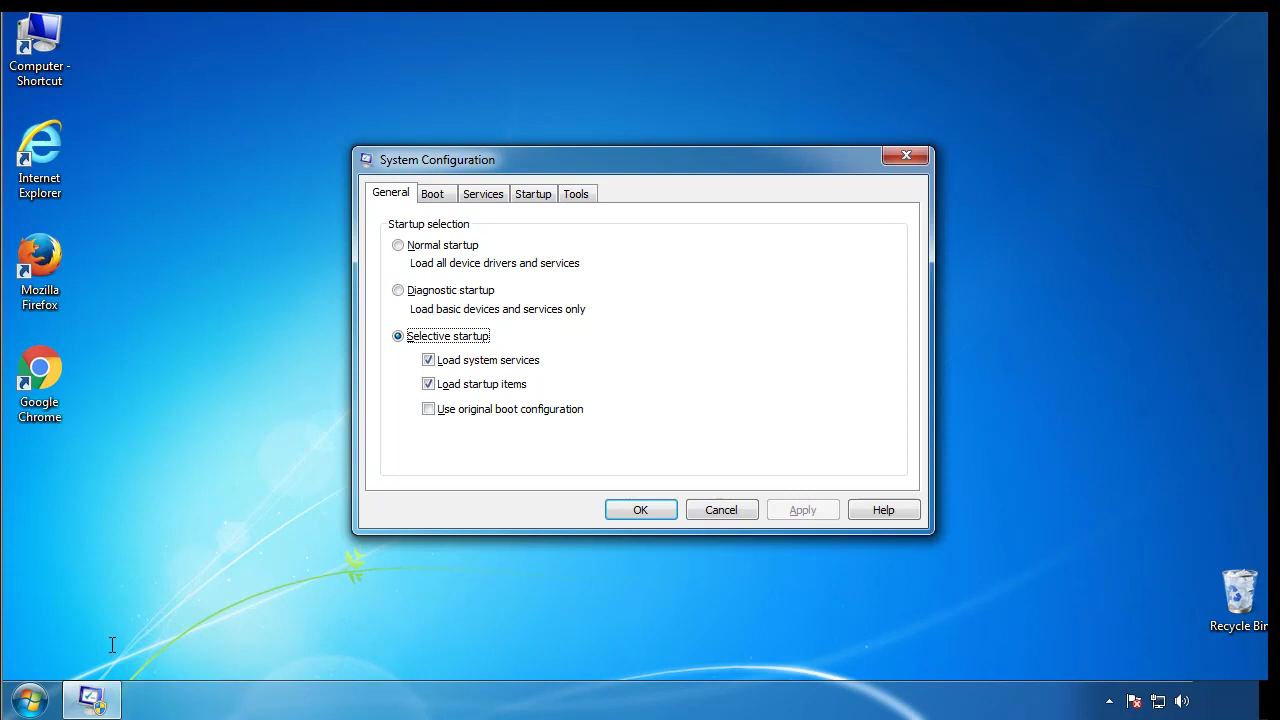 Computer -
Shortcut
Internet
Explorer
Mozilla
Firefox
Google
Chrome
System Configuration
General
Boot
Services
Startup
Tools
Startup selection
Normal startup
Load all device drivers and services
Diagnostic startup
Load basic devices and services only
Selective startup
Load system services
Load startup items
Use original boot configuration
OK
Cancel
Apply
Help
Recycle Bin